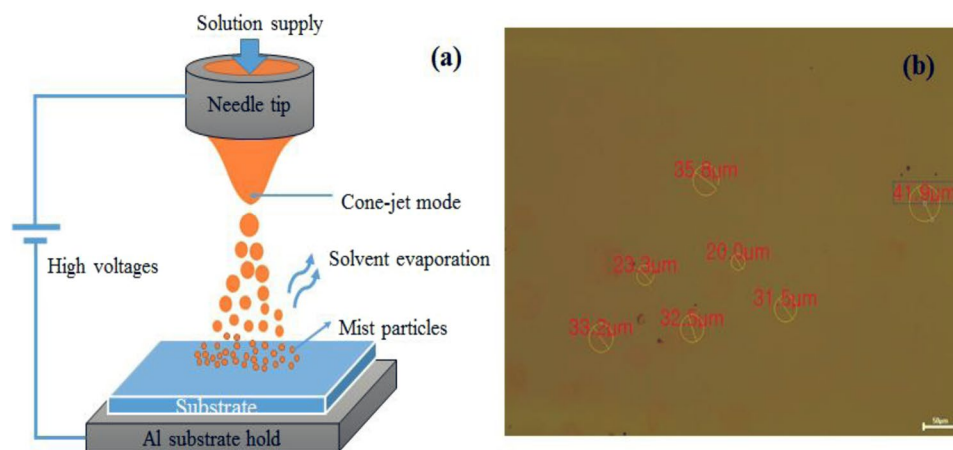 Solution supply
(a)
Needle tip
Cone-jet mode
High voltages
Solvent evaporation
Mist particles
Substrate
Al substrate hold
(b)
35.8μm
41.9μm
23.3μm
20.0μm
31.5μm
33.2μm
32.5μm
50μm